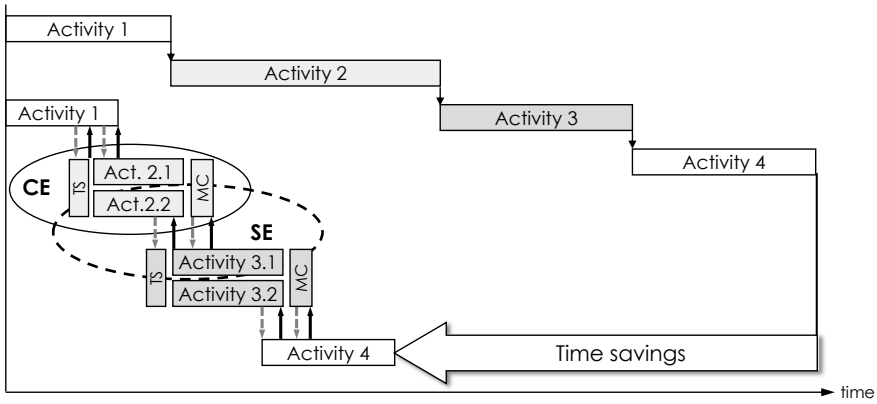 Activity 1
Activity 2
Activity 1
Activity 3
Activity 4
CE
TS
Act. 2.1
MC
Act.2.2
SE
TS
Activity 3.1
MC
Activity 3.2
Activity 4
Time savings
time